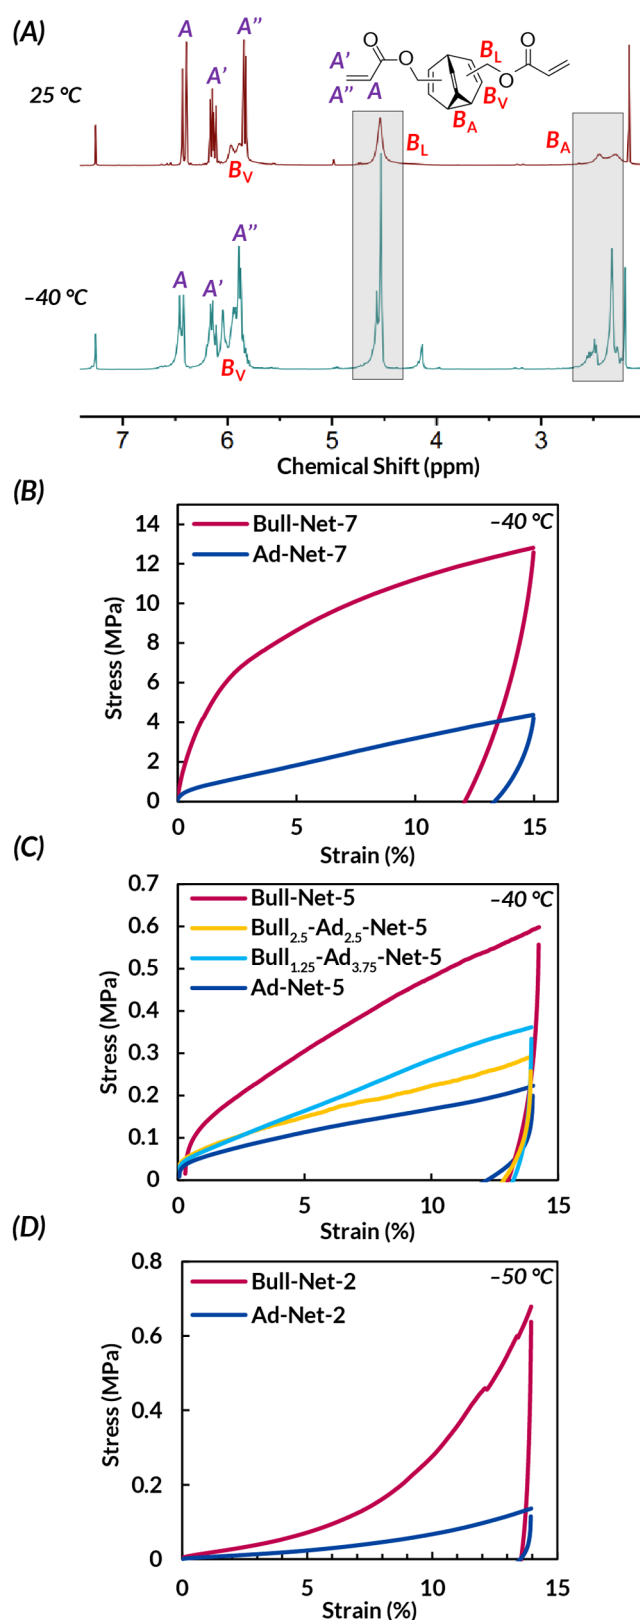 (A)
A'
A"
A
O
O
O
O
B_L
B_V
B_A
25 °C
A
A'
A"
B_V
B_L
B_A
–40 °C
A
A'
A"
B_V
7 6 5 4 3
Chemical Shift (ppm)
(B)
–40 °C
Bull-Net-7
Ad-Net-7
Stress (MPa)
14
12
10
8
6
4
2
0
0 5 10 15
Strain (%)
(C)
–40 °C
Bull-Net-5
Bull2.5-Ad2.5-Net-5
Bull1.25-Ad3.75-Net-5
Ad-Net-5
Stress (MPa)
0.7
0.6
0.5
0.4
0.3
0.2
0.1
0
0 5 10 15
Strain (%)
(D)
–50 °C
Bull-Net-2
Ad-Net-2
Stress (MPa)
0.8
0.6
0.4
0.2
0
0 5 10 15
Strain (%)